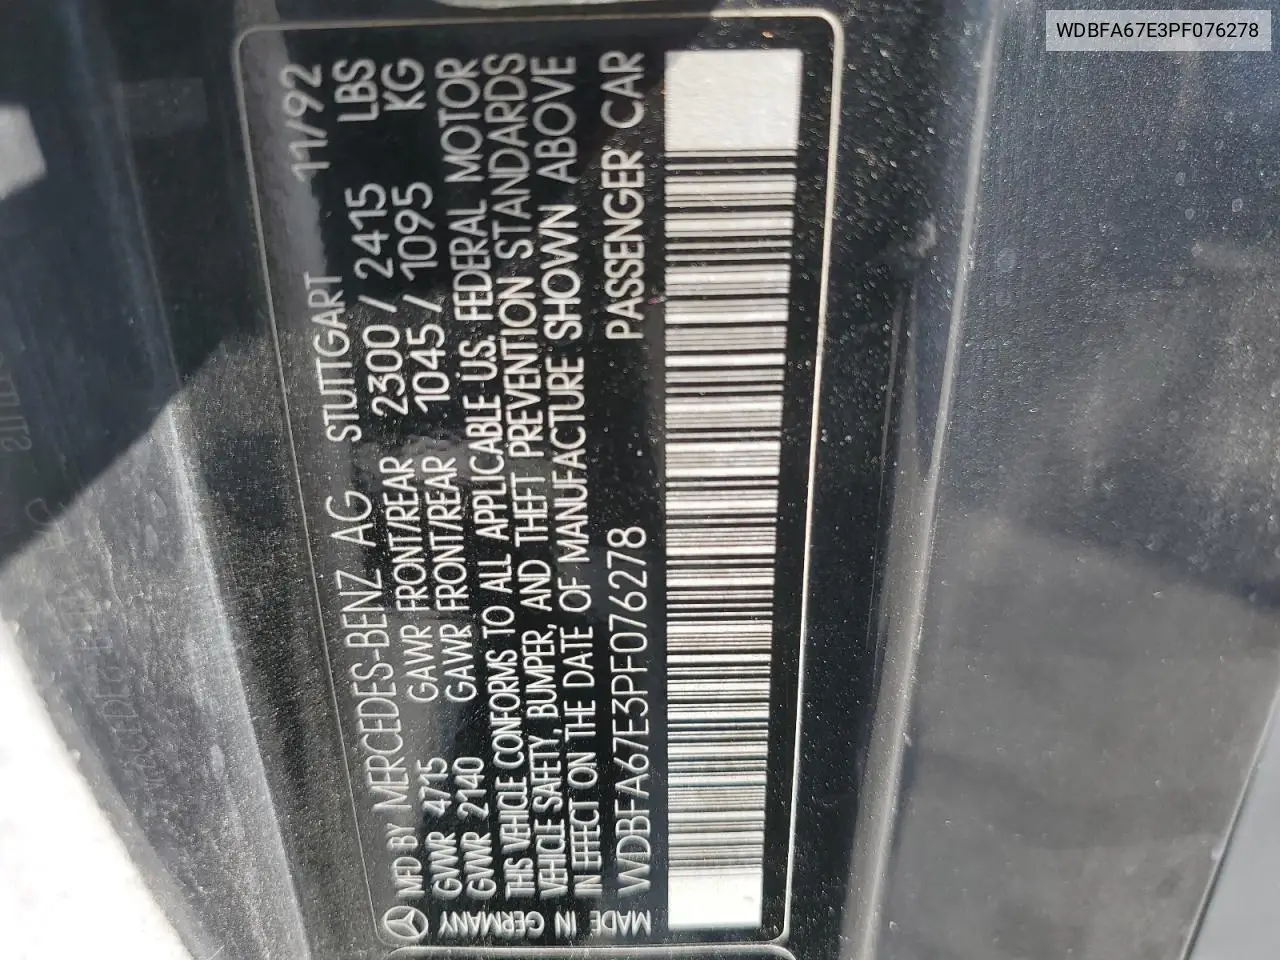 WDBFA67E3PF076278
MFD BY MERCEDES-BENZ AG STUTTGART 11/92
GVWR 4715 GAWR FRONT/REAR 2300 / 2415 LBS
GVWR 2140 GAWR FRONT/REAR 1045 / 1095 KG
THIS VEHICLE CONFORMS TO ALL APPLICABLE U.S. FEDERAL MOTOR
VEHICLE SAFETY, BUMPER, AND THEFT PREVENTION STANDARDS
IN EFFECT ON THE DATE OF MANUFACTURE SHOWN ABOVE
WDBFA67E3PF076278 PASSENGER CAR
MADE IN GERMANY